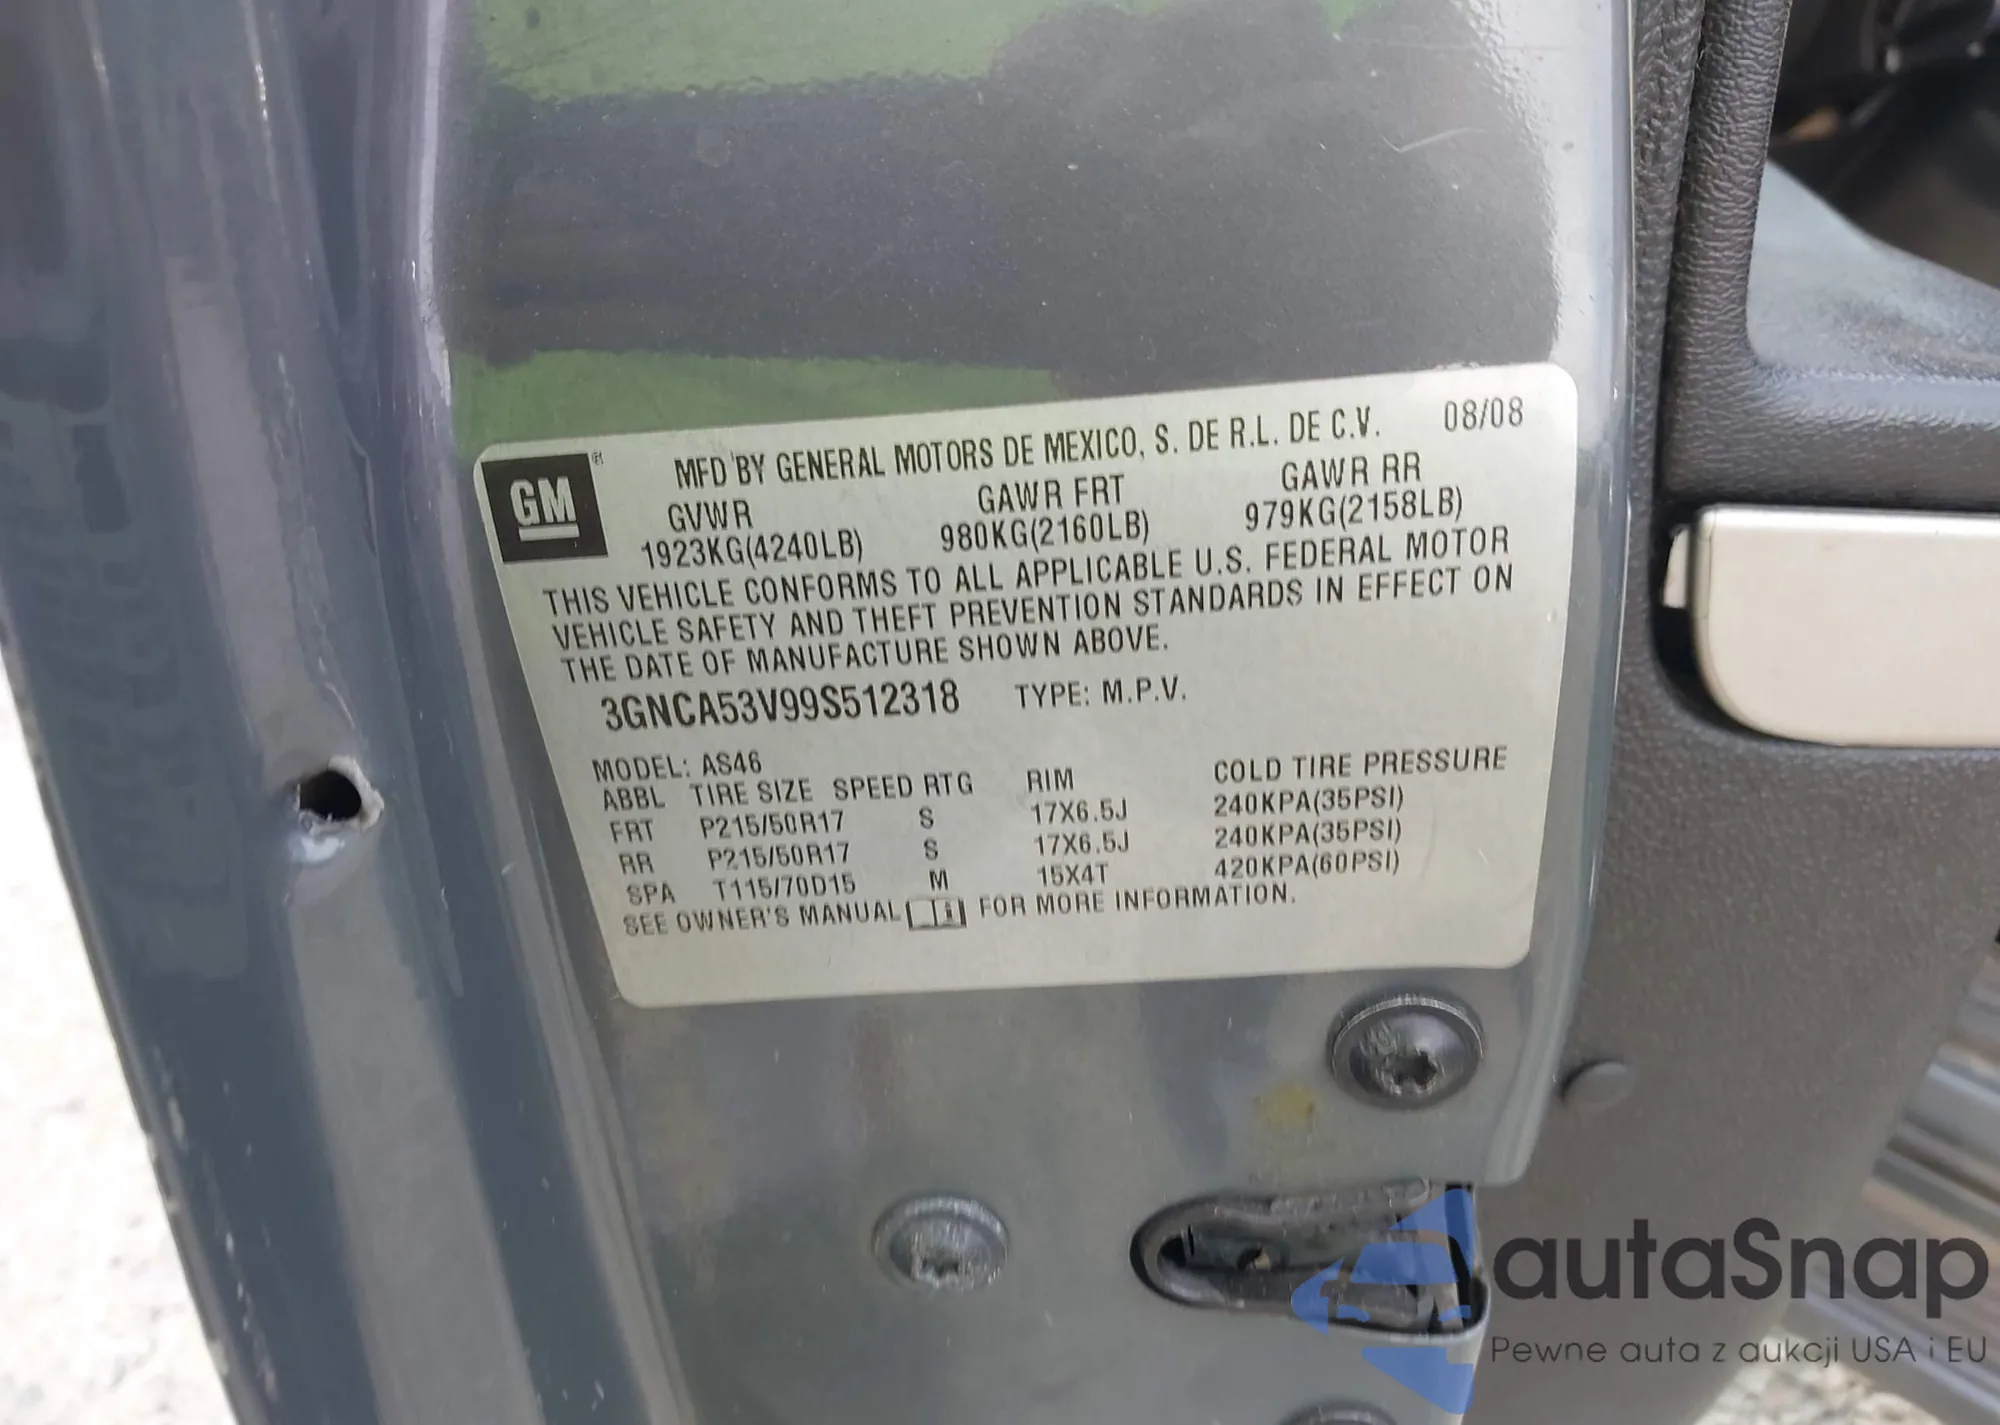 GM ®
MFD BY GENERAL MOTORS DE MEXICO, S. DE R.L. DE C.V. 08/08
GVWR GAWR FRT GAWR RR
1923KG(4240LB) 980KG(2160LB) 979KG(2158LB)
THIS VEHICLE CONFORMS TO ALL APPLICABLE U.S. FEDERAL MOTOR
VEHICLE SAFETY AND THEFT PREVENTION STANDARDS IN EFFECT ON
THE DATE OF MANUFACTURE SHOWN ABOVE.
3GNCA53V99S512318 TYPE: M.P.V.
MODEL: AS46
ABBL TIRE SIZE SPEED RTG RIM COLD TIRE PRESSURE
FRT P215/50R17 S 17X6.5J 240KPA(35PSI)
RR P215/50R17 S 17X6.5J 240KPA(35PSI)
SPA T115/70D15 M 15X4T 420KPA(60PSI)
SEE OWNER'S MANUAL i FOR MORE INFORMATION.
autaSnap
Pewne auta z aukcji USA i EU